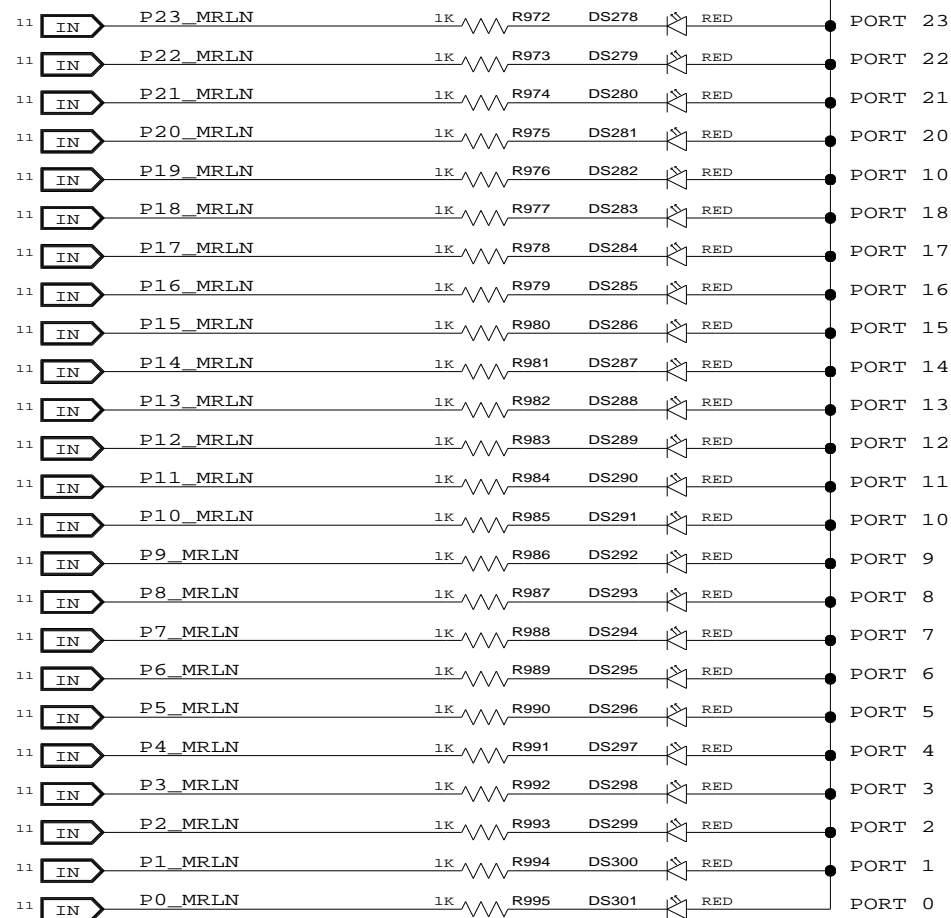 11 IN P23_MRLN 1K R972 DS278 RED PORT 23
11 IN P22_MRLN 1K R973 DS279 RED PORT 22
11 IN P21_MRLN 1K R974 DS280 RED PORT 21
11 IN P20_MRLN 1K R975 DS281 RED PORT 20
11 IN P19_MRLN 1K R976 DS282 RED PORT 10
11 IN P18_MRLN 1K R977 DS283 RED PORT 18
11 IN P17_MRLN 1K R978 DS284 RED PORT 17
11 IN P16_MRLN 1K R979 DS285 RED PORT 16
11 IN P15_MRLN 1K R980 DS286 RED PORT 15
11 IN P14_MRLN 1K R981 DS287 RED PORT 14
11 IN P13_MRLN 1K R982 DS288 RED PORT 13
11 IN P12_MRLN 1K R983 DS289 RED PORT 12
11 IN P11_MRLN 1K R984 DS290 RED PORT 11
11 IN P10_MRLN 1K R985 DS291 RED PORT 10
11 IN P9_MRLN 1K R986 DS292 RED PORT 9
11 IN P8_MRLN 1K R987 DS293 RED PORT 8
11 IN P7_MRLN 1K R988 DS294 RED PORT 7
11 IN P6_MRLN 1K R989 DS295 RED PORT 6
11 IN P5_MRLN 1K R990 DS296 RED PORT 5
11 IN P4_MRLN 1K R991 DS297 RED PORT 4
11 IN P3_MRLN 1K R992 DS298 RED PORT 3
11 IN P2_MRLN 1K R993 DS299 RED PORT 2
11 IN P1_MRLN 1K R994 DS300 RED PORT 1
11 IN P0_MRLN 1K R995 DS301 RED PORT 0